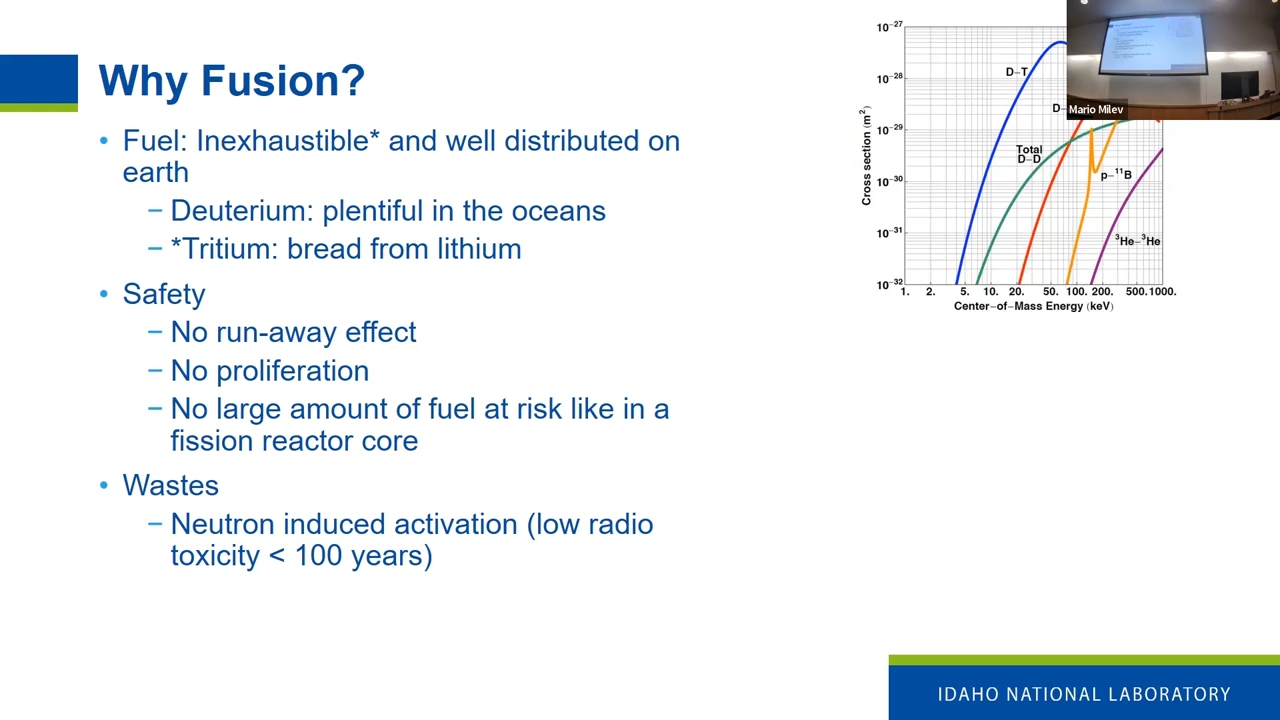 Why Fusion?
• Fuel: Inexhaustible* and well distributed on
earth
− Deuterium: plentiful in the oceans
− *Tritium: bread from lithium
• Safety
− No run-away effect
− No proliferation
− No large amount of fuel at risk like in a
fission reactor core
• Wastes
− Neutron induced activation (low radio
toxicity < 100 years)
10⁻²⁷
10⁻²⁸
10⁻²⁹
10⁻³⁰
10⁻³¹
10⁻³²
Cross section (m²)
D−T
D−
Total
D−D
p−¹¹B
³He−³He
1. 2. 5. 10. 20. 50. 100. 200. 500. 1000.
Center−of−Mass Energy (keV)
Mario Milev
IDAHO NATIONAL LABORATORY